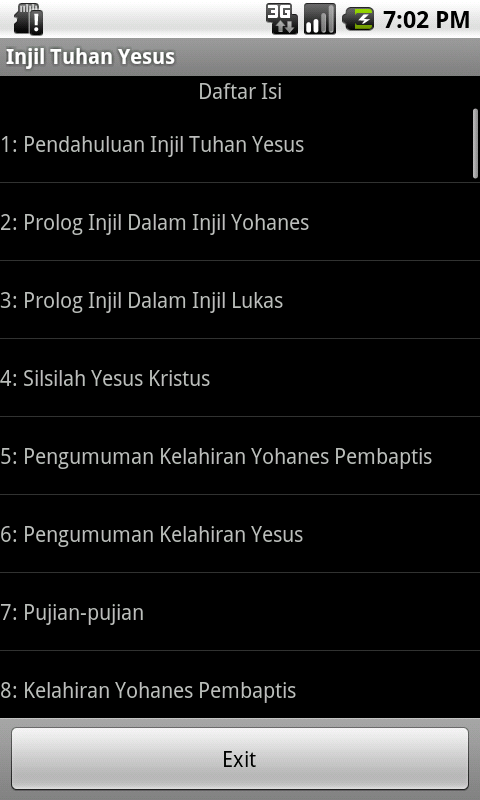 3G 7:02 PM
Injil Tuhan Yesus
Daftar Isi
1: Pendahuluan Injil Tuhan Yesus
2: Prolog Injil Dalam Injil Yohanes
3: Prolog Injil Dalam Injil Lukas
4: Silsilah Yesus Kristus
5: Pengumuman Kelahiran Yohanes Pembaptis
6: Pengumuman Kelahiran Yesus
7: Pujian-pujian
8: Kelahiran Yohanes Pembaptis
Exit